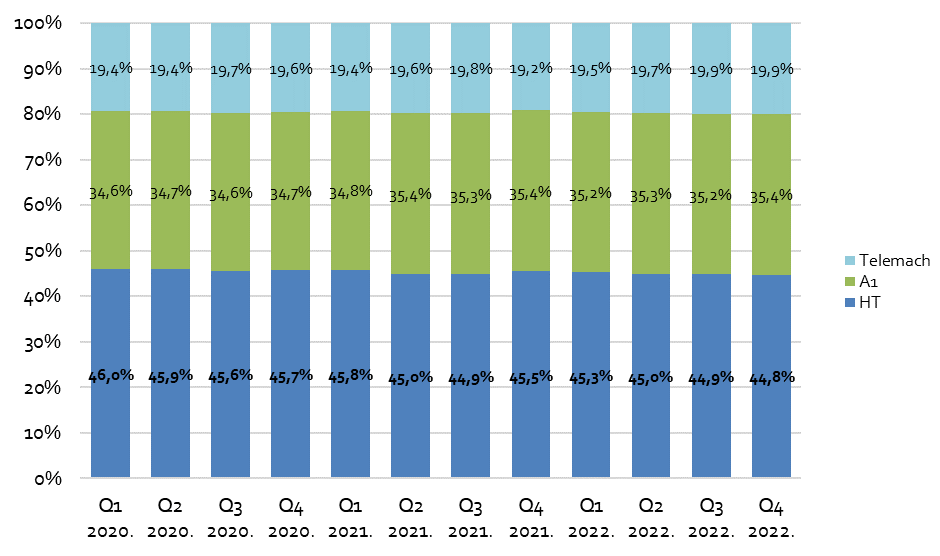 100%
90%
80%
70%
60%
50%
40%
30%
20%
10%
0%
19,4% 19,4% 19,7% 19,6% 19,4% 19,6% 19,8% 19,2% 19,5% 19,7% 19,9% 19,9%
34,6% 34,7% 34,6% 34,7% 34,8% 35,4% 35,3% 35,4% 35,2% 35,3% 35,2% 35,4%
46,0% 45,9% 45,6% 45,7% 45,8% 45,0% 44,9% 45,5% 45,3% 45,0% 44,9% 44,8%
Q1 Q2 Q3 Q4 Q1 Q2 Q3 Q4 Q1 Q2 Q3 Q4
2020. 2020. 2020. 2020. 2021. 2021. 2021. 2021. 2022. 2022. 2022. 2022.
Telemach
A1
HT